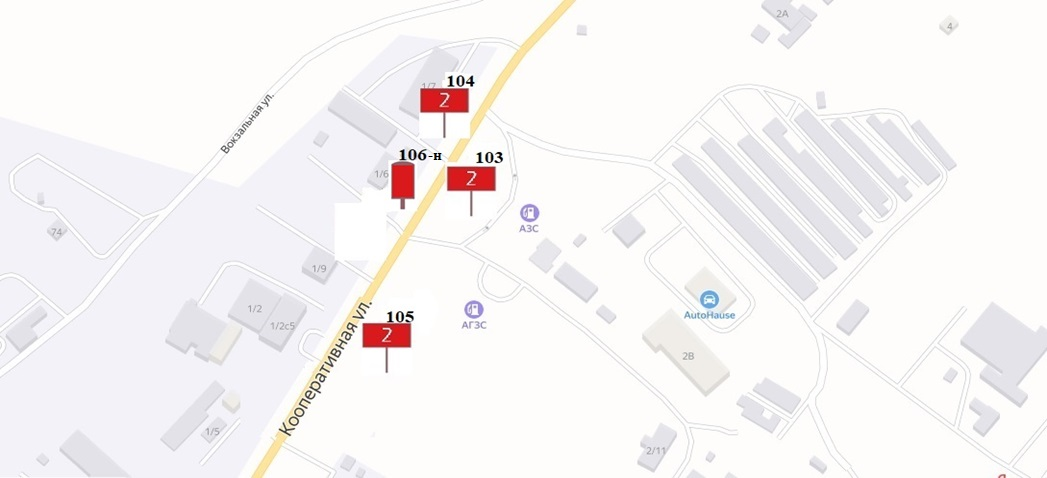 2А
4
104
1/7
2
Вокзальная ул.
106-н
103
1/6
2
74
АЗС
1/9
AutoHause
1/2
АГЗС
1/2с5
105
2
Кооперативная ул.
2В
1/5
2/11